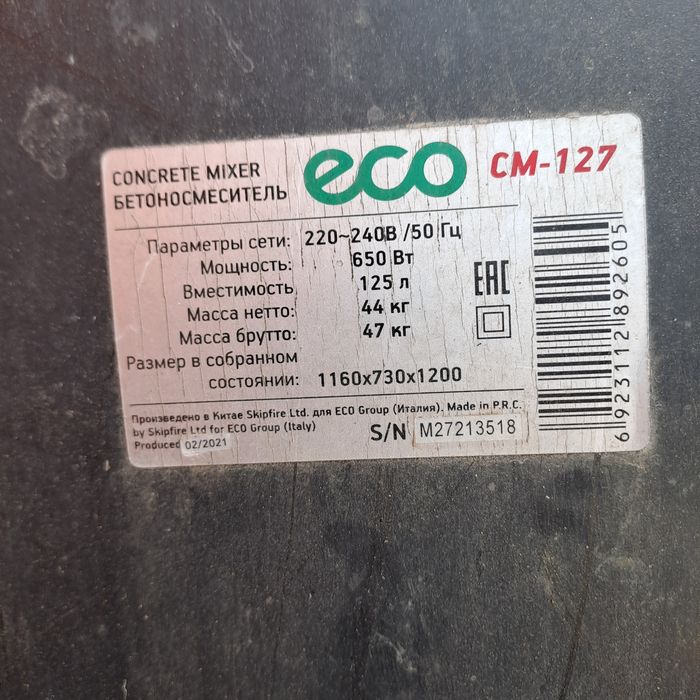 CONCRETE MIXER
БЕТОНОСМЕСИТЕЛЬ
eco
CM-127
Параметры сети: 220~240В /50 Гц
Мощность: 650 Вт
Вместимость 125 л
Масса нетто: 44 кг
Масса брутто: 47 кг
Размер в собранном
состоянии: 1160x730x1200
EAC
6923112892605
Произведено в Китае Skipfire Ltd. для ECO Group (Италия). Made in P.R.C.
by Skipfire Ltd for ECO Group (Italy)
Produced 02/2021
S/N M27213518